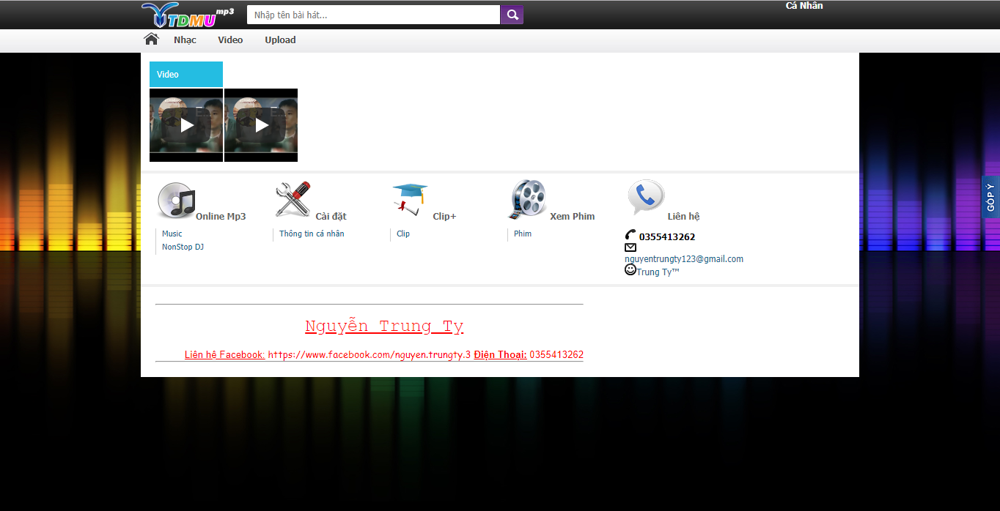 TDMU mp3
Nhập tên bài hát...
Cá Nhân
Nhạc Video Upload
Video
Online Mp3
Music
NonStop DJ
Cài đặt
Thông tin cá nhân
Clip+
Clip
Xem Phim
Phim
Liên hệ
0355413262
nguyentrungty123@gmail.com
Trung Ty™
GÓP Ý
Nguyễn Trung Ty
Liên hệ Facebook: https://www.facebook.com/nguyen.trungty.3 Điện Thoại: 0355413262